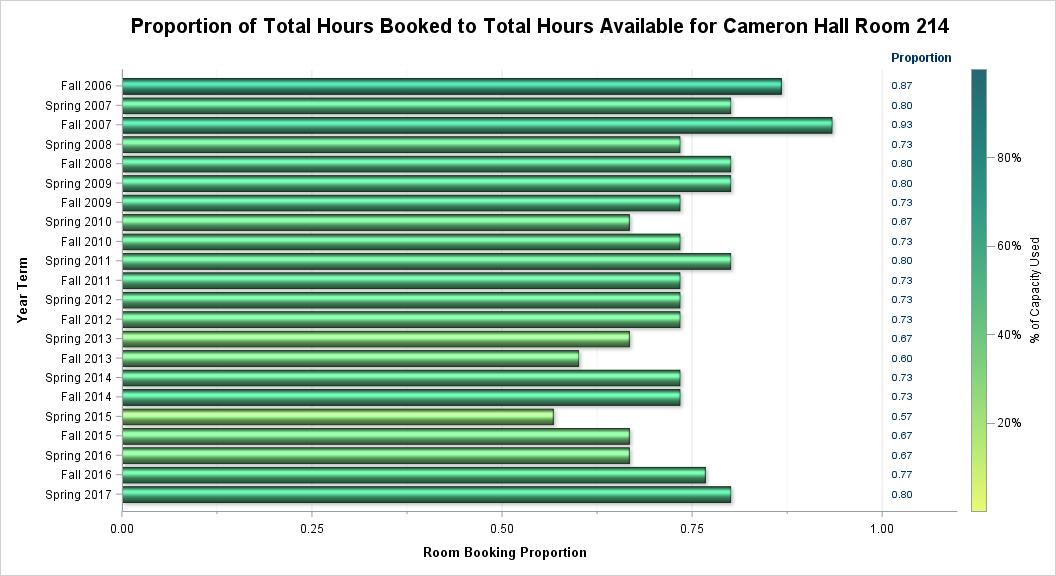 Proportion of Total Hours Booked to Total Hours Available for Cameron Hall Room 214
Proportion
Fall 2006 0.87
Spring 2007 0.80
Fall 2007 0.93
Spring 2008 0.73
Fall 2008 0.80
Spring 2009 0.80
Fall 2009 0.73
Spring 2010 0.67
Fall 2010 0.73
Spring 2011 0.80
Fall 2011 0.73
Spring 2012 0.73
Fall 2012 0.73
Spring 2013 0.67
Fall 2013 0.60
Spring 2014 0.73
Fall 2014 0.73
Spring 2015 0.57
Fall 2015 0.67
Spring 2016 0.67
Fall 2016 0.77
Spring 2017 0.80
Year Term
0.00 0.25 0.50 0.75 1.00
Room Booking Proportion
80%
60%
40%
20%
% of Capacity Used